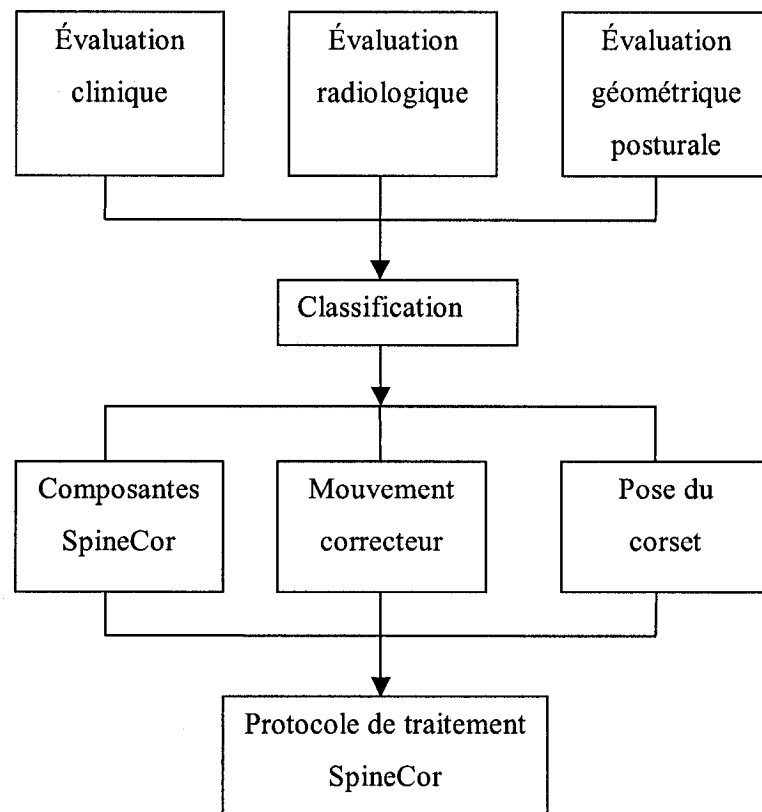 Évaluation
clinique
Évaluation
radiologique
Évaluation
géométrique
posturale
Classification
Composantes
SpineCor
Mouvement
correcteur
Pose du
corset
Protocole de traitement
SpineCor